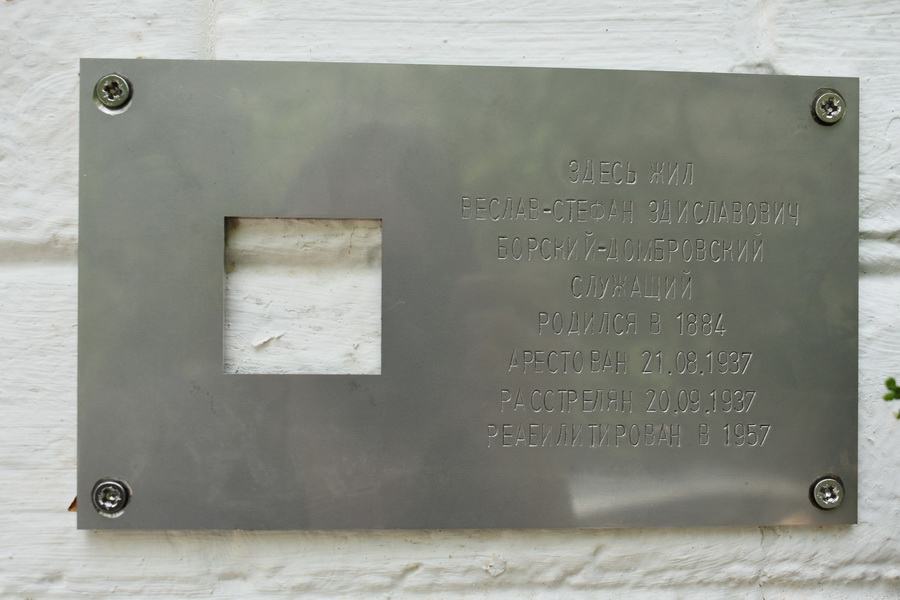 ЗДЕСЬ ЖИЛ
ВЕСЛАВ-СТЕФАН ЗДИСЛАВОВИЧ
БОРСКИЙ-ДОМБРОВСКИЙ
СЛУЖАЩИЙ
РОДИЛСЯ В 1884
АРЕСТОВАН 21.08.1937
РАССТРЕЛЯН 20.09.1937
РЕАБИЛИТИРОВАН В 1957